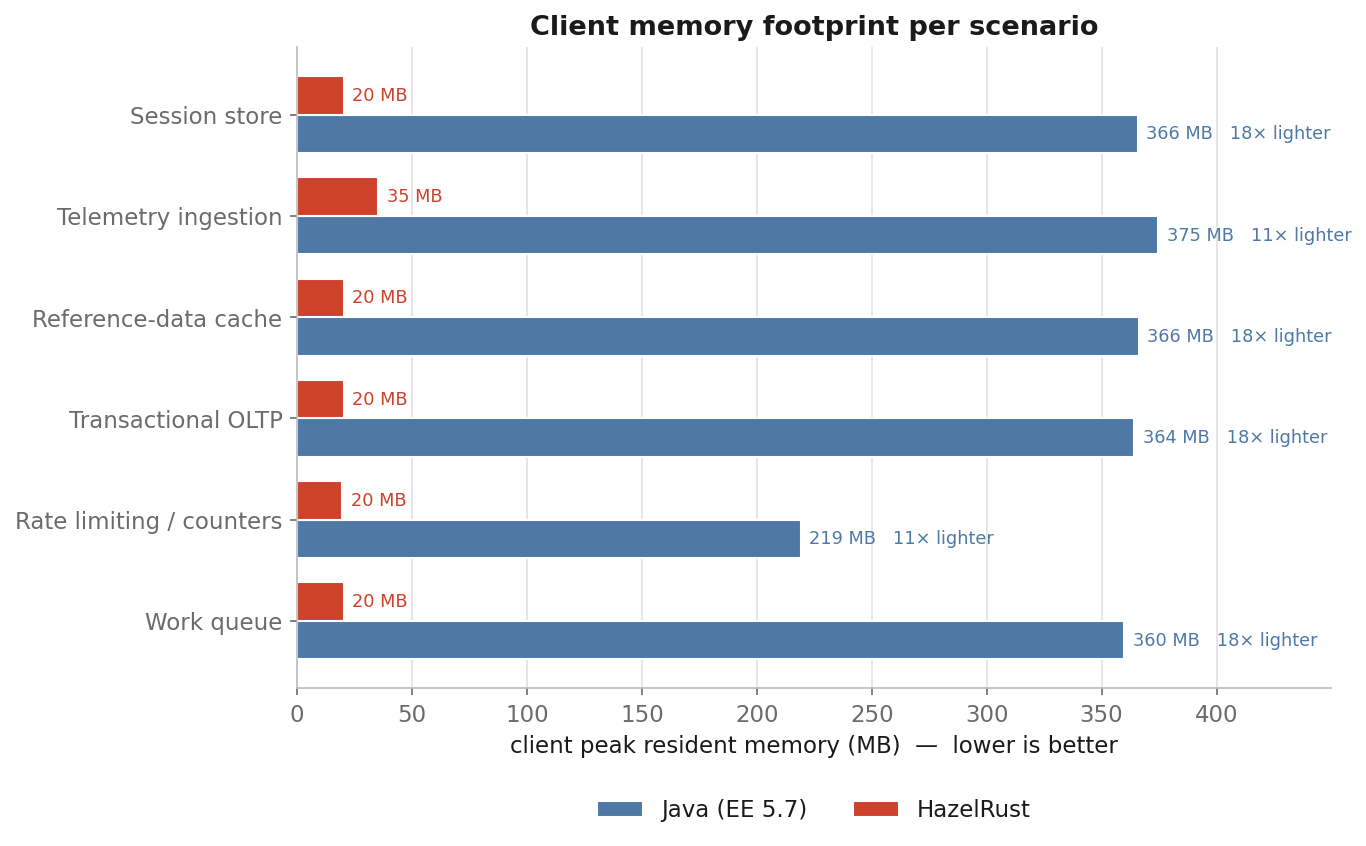 Client memory footprint per scenario
20 MB
Session store
366 MB 18× lighter
35 MB
Telemetry ingestion
375 MB 11× lighter
20 MB
Reference-data cache
366 MB 18× lighter
20 MB
Transactional OLTP
364 MB 18× lighter
20 MB
Rate limiting / counters
219 MB 11× lighter
20 MB
Work queue
360 MB 18× lighter
0 50 100 150 200 250 300 350 400
client peak resident memory (MB) — lower is better
Java (EE 5.7) HazelRust